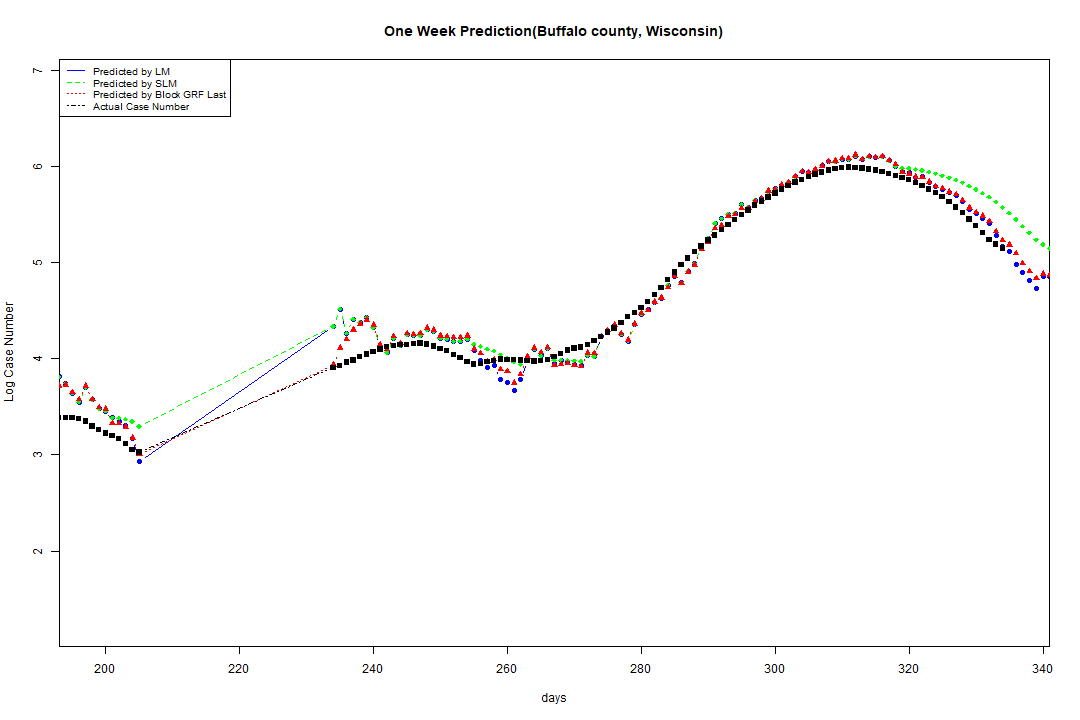 One Week Prediction(Buffalo county, Wisconsin)
Predicted by LM
Predicted by SLM
Predicted by Block GRF Last
Actual Case Number
7
6
5
4
3
2
Log Case Number
200 220 240 260 280 300 320 340
days